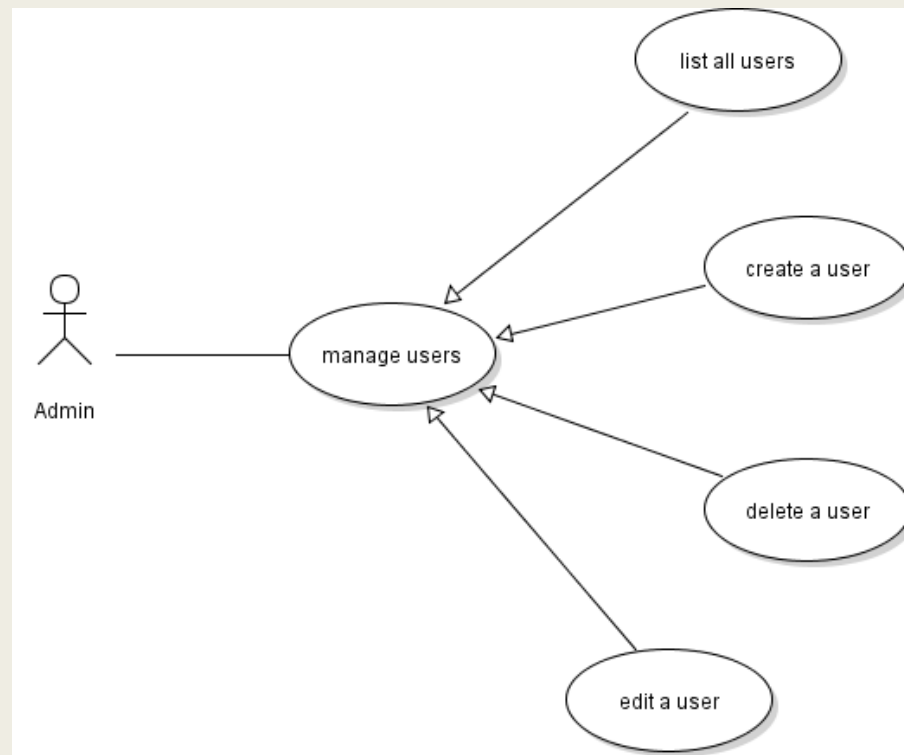 list all users
create a user
manage users
Admin
delete a user
edit a user